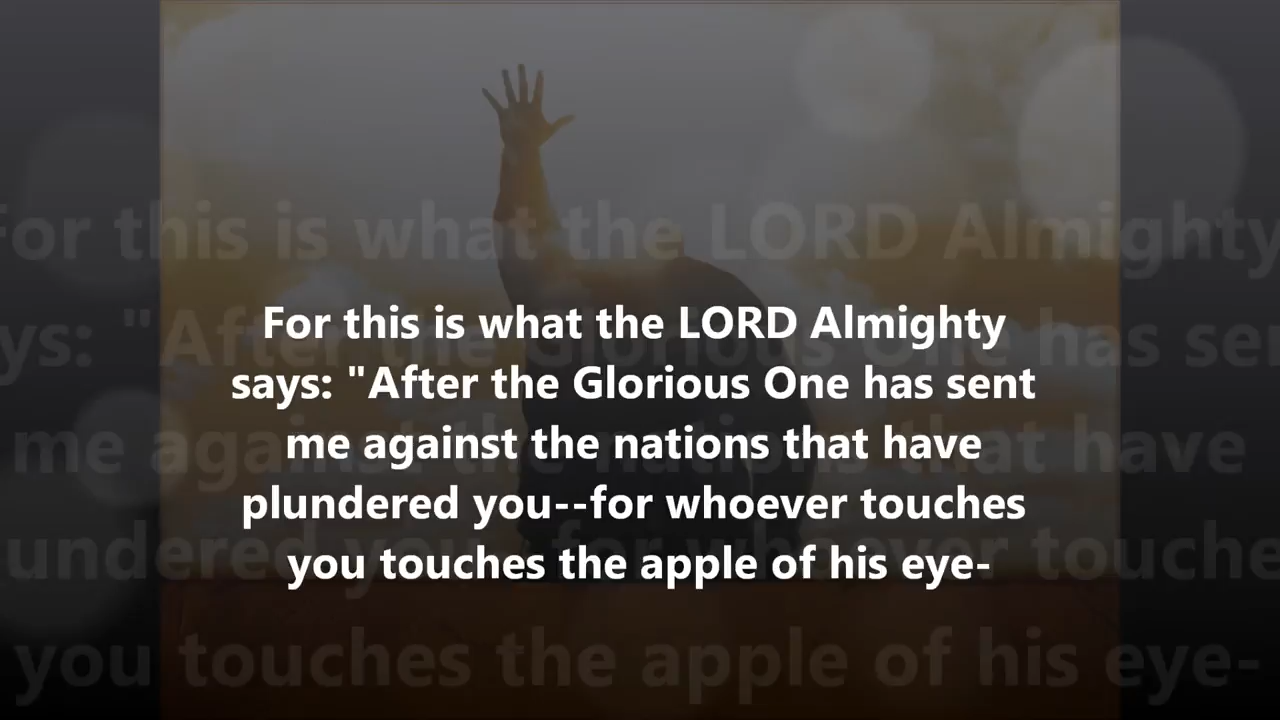 For this is what the LORD Almighty
says: "After the Glorious One has sent
me against the nations that have
plundered you--for whoever touches
you touches the apple of his eye-